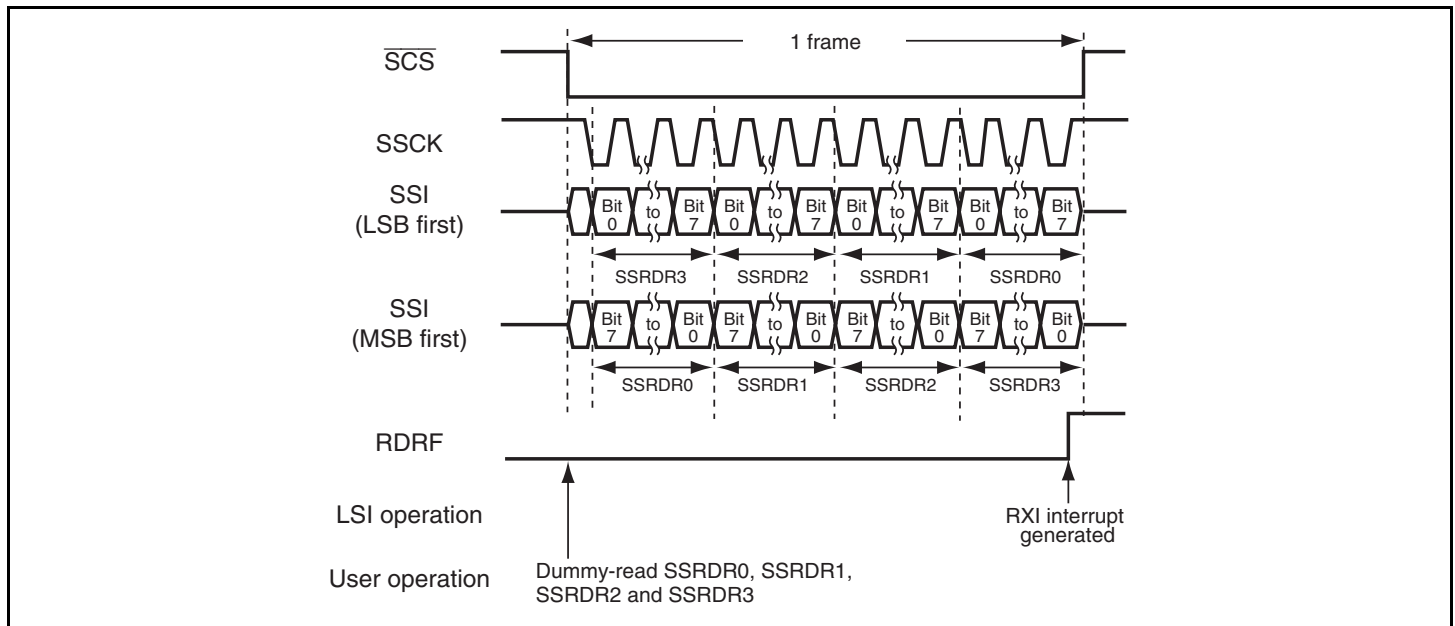 1 frame
SCS
SSCK
SSI
(LSB first)
Bit 0 to Bit 7 Bit 0 to Bit 7 Bit 0 to Bit 7 Bit 0 to Bit 7
SSRDR3 SSRDR2 SSRDR1 SSRDR0
SSI
(MSB first)
Bit 7 to Bit 0 Bit 7 to Bit 0 Bit 7 to Bit 0 Bit 7 to Bit 0
SSRDR0 SSRDR1 SSRDR2 SSRDR3
RDRF
LSI operation
RXI interrupt
generated
User operation
Dummy-read SSRDR0, SSRDR1,
SSRDR2 and SSRDR3